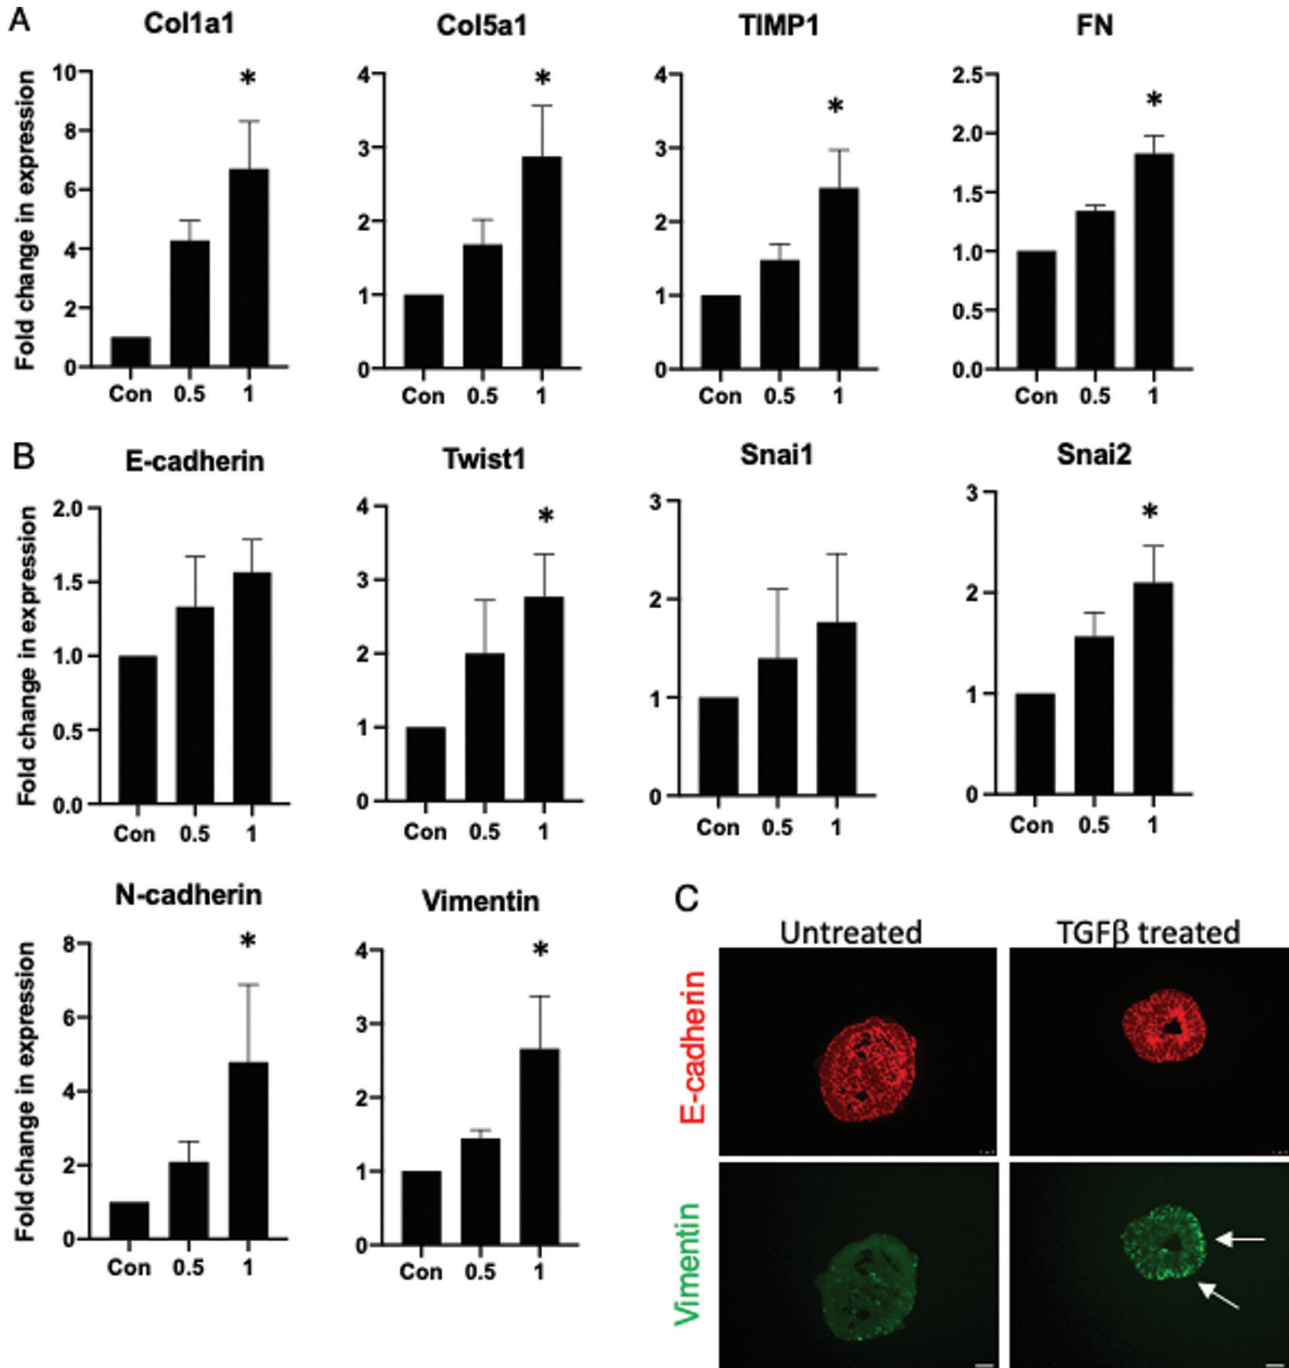 A
Col1a1
Col5a1
TIMP1
FN
Fold change in expression
10
8
6
4
2
0
*
Con 0.5 1
4
3
2
1
0
*
Con 0.5 1
4
3
2
1
0
*
Con 0.5 1
2.5
2.0
1.5
1.0
0.5
0.0
*
Con 0.5 1
B
E-cadherin
Twist1
Snai1
Snai2
Fold change in expression
2.0
1.5
1.0
0.5
0.0
Con 0.5 1
4
3
2
1
0
*
Con 0.5 1
3
2
1
0
Con 0.5 1
3
2
1
0
*
Con 0.5 1
N-cadherin
Vimentin
Fold change in expression
8
6
4
2
0
*
Con 0.5 1
4
3
2
1
0
*
Con 0.5 1
C
Untreated
TGFβ treated
E-cadherin
Vimentin